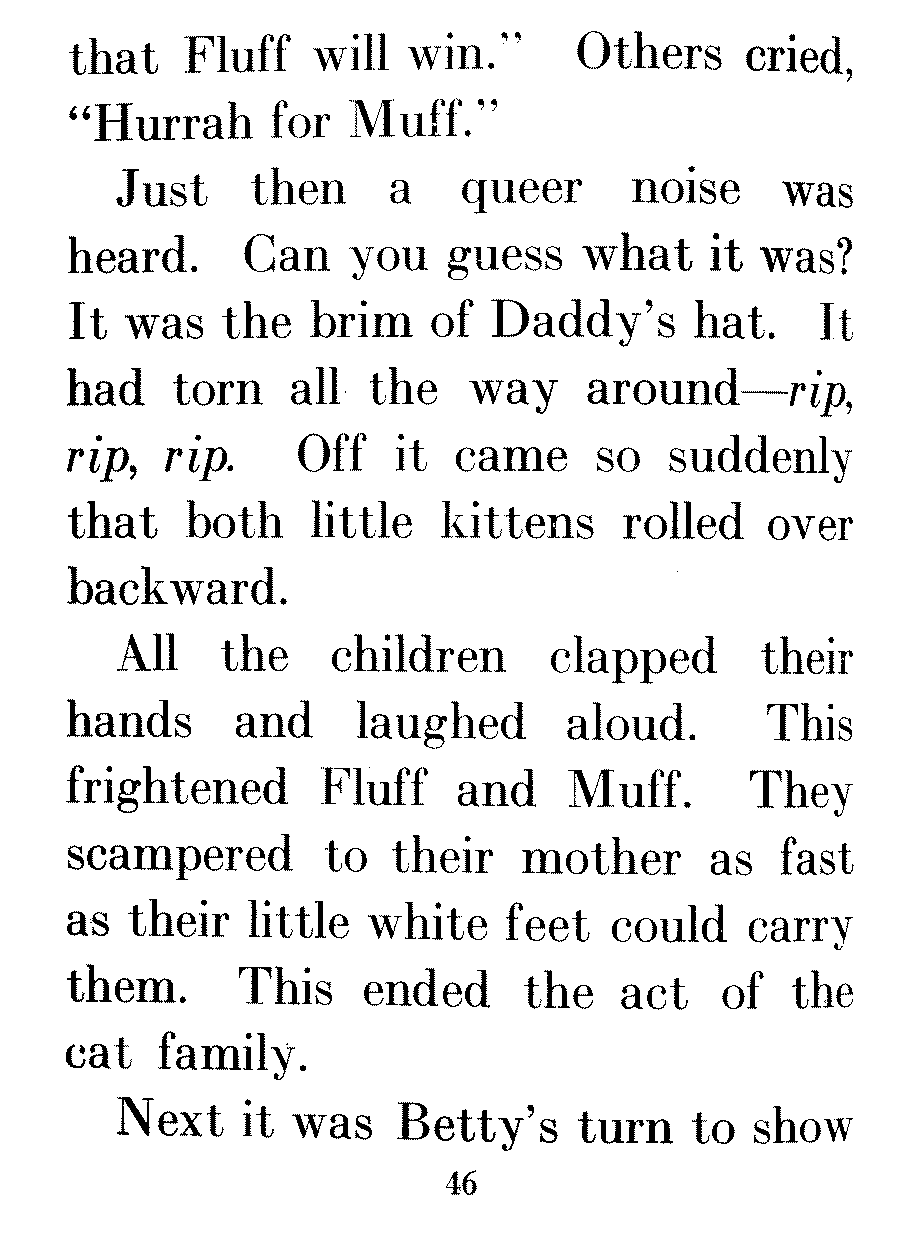 that Fluff will win.” Others cried,
“Hurrah for Muff.”
Just then a queer noise was
heard. Can you guess what it was?
It was the brim of Daddy’s hat. It
had torn all the way around—rip,
rip, rip. Off it came so suddenly
that both little kittens rolled over
backward.
All the children clapped their
hands and laughed aloud. This
frightened Fluff and Muff. They
scampered to their mother as fast
as their little white feet could carry
them. This ended the act of the
cat family.
Next it was Betty’s turn to show
46